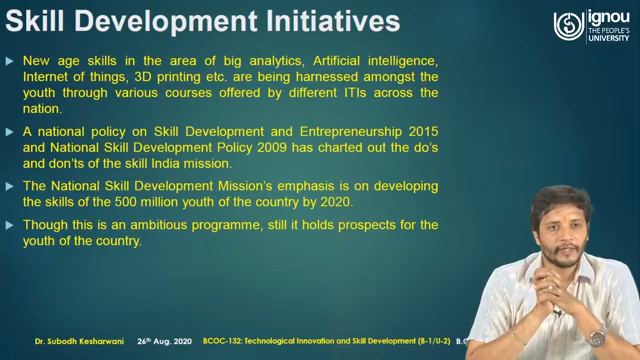 Skill Development Initiatives
ignou
THE PEOPLE'S
UNIVERSITY
New age skills in the area of big analytics, Artificial intelligence,
Internet of things, 3D printing etc. are being harnessed amongst the
youth through various courses offered by different ITIs across the
nation.
A national policy on Skill Development and Entrepreneurship 2015
and National Skill Development Policy 2009 has charted out the do's
and don'ts of the skill India mission.
The National Skill Development Mission's emphasis is on developing
the skills of the 500 million youth of the country by 2020.
Though this is an ambitious programme, still it holds prospects for the
youth of the country.
Dr. Subodh Kesharwani 26th Aug. 2020 BCOC-132: Technological Innovation and Skill Development (B-1/U-2)